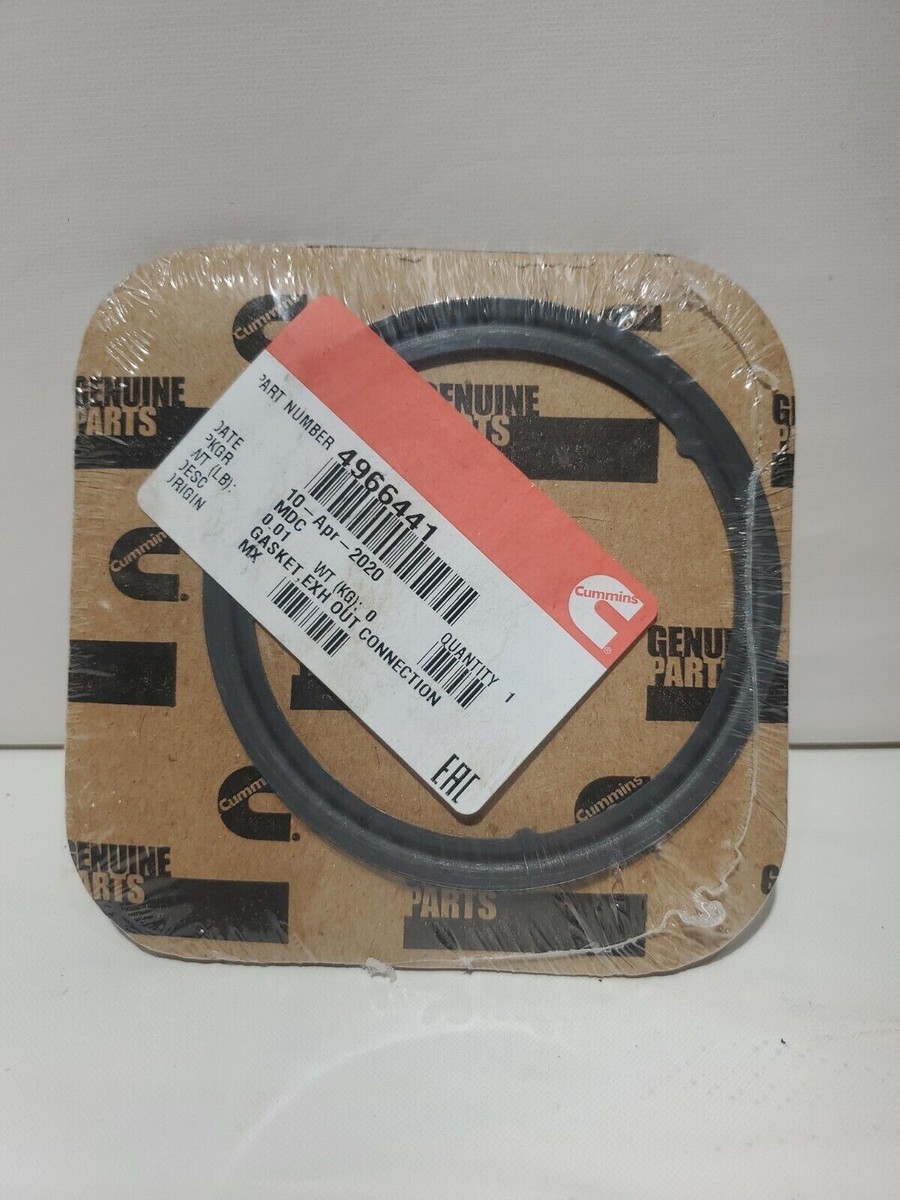 Cummins
GENUINE
PARTS
GENUINE
PARTS
PART NUMBER 4966441
DATE 10-Apr-2020
PKGR MDC
WT (LB): 0.01 WT (KG): 0
DESC GASKET,EXH OUT CONNECTION
ORIGIN MX
QUANTITY 1
Cummins
®
EAC
Cummins
GENUINE
PARTS
Cummins
Cummins
GENUINE
PARTS
PARTS